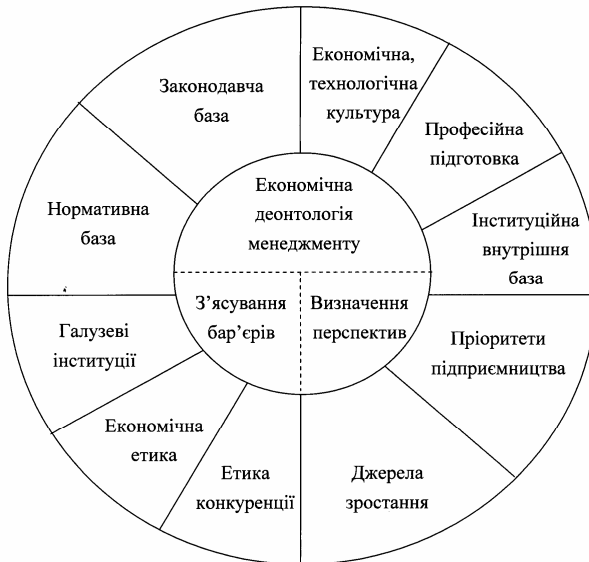 Законодавча
база
Економічна,
технологічна
культура
Професійна
підготовка
Інституційна
внутрішня
база
Пріоритети
підприємництва
Джерела
зростання
Етика
конкуренції
Економічна
етика
Галузеві
інституції
Нормативна
база
Економічна
деонтологія
менеджменту
З’ясування
бар’єрів
Визначення
перспектив